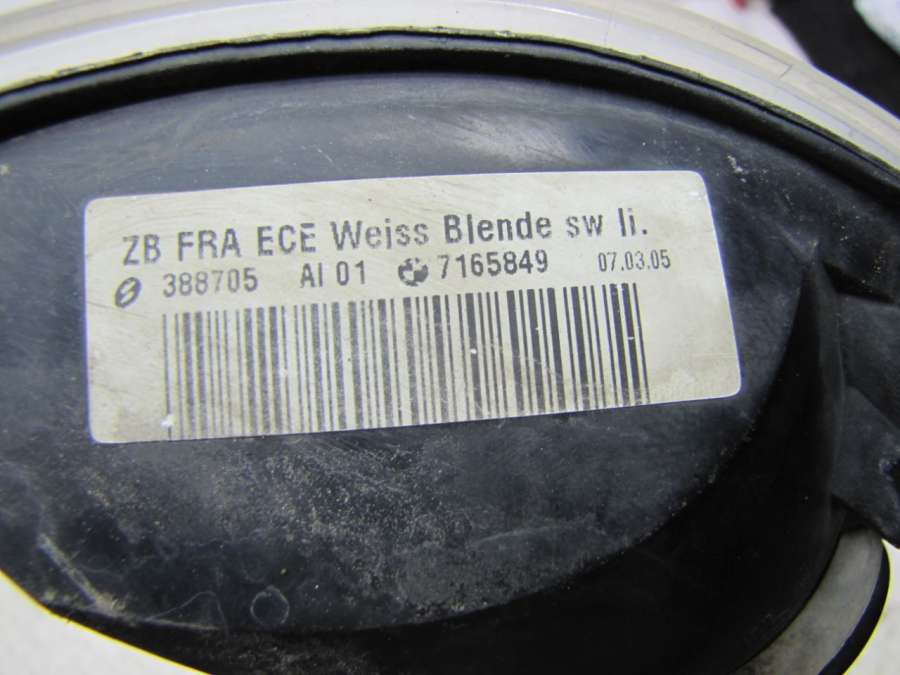 ZB FRA ECE Weiss Blende sw li.
388705 AI 01 7165849 07.03.05